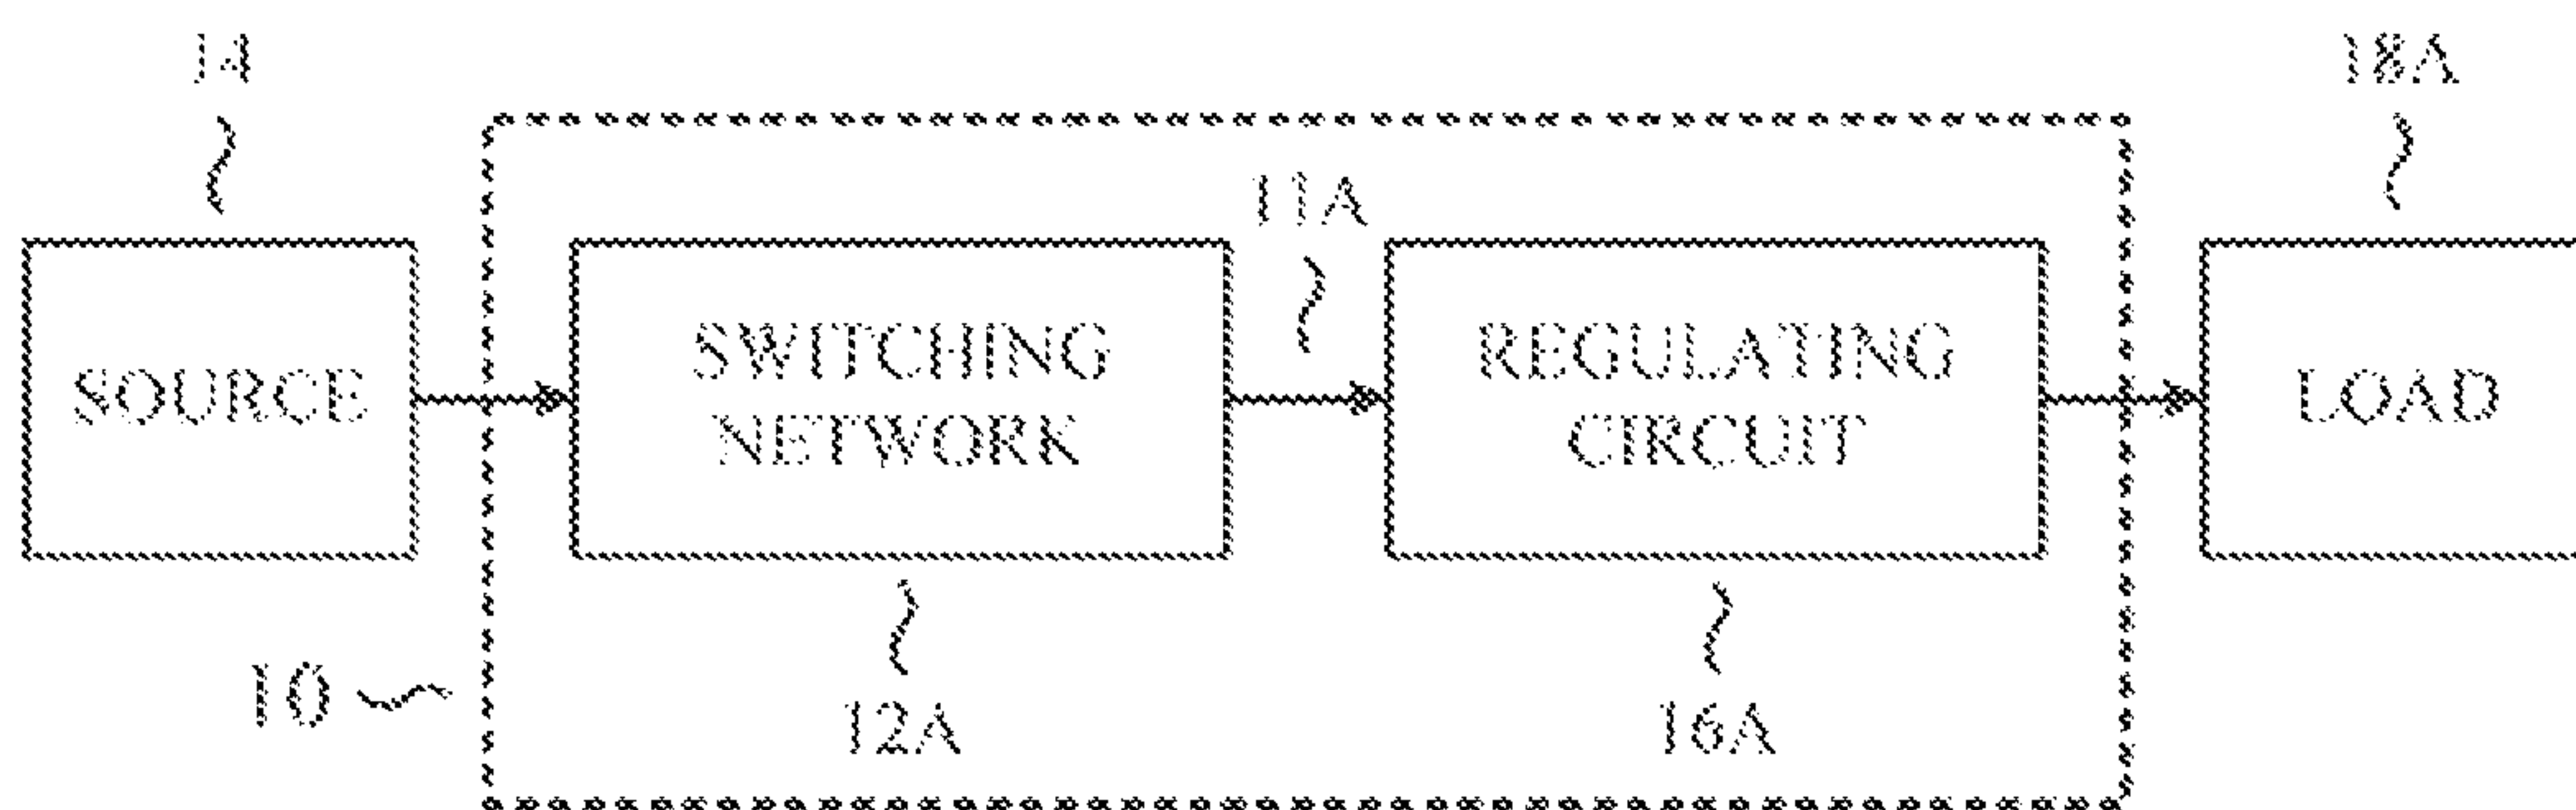 14
18A
11A
SOURCE
SWITCHING
NETWORK
REGULATING
CIRCUIT
LOAD
10
12A
16A